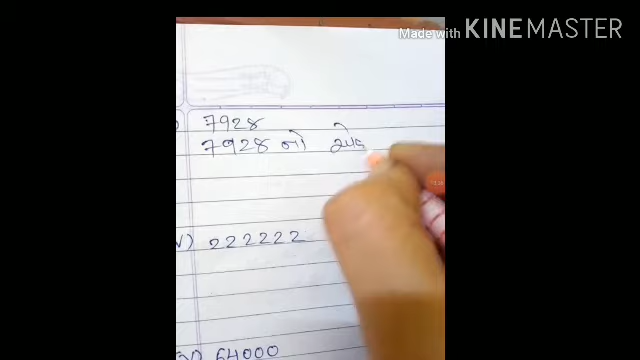 Made with KINEMASTER
7928
7928 નો
V) 222222
64000